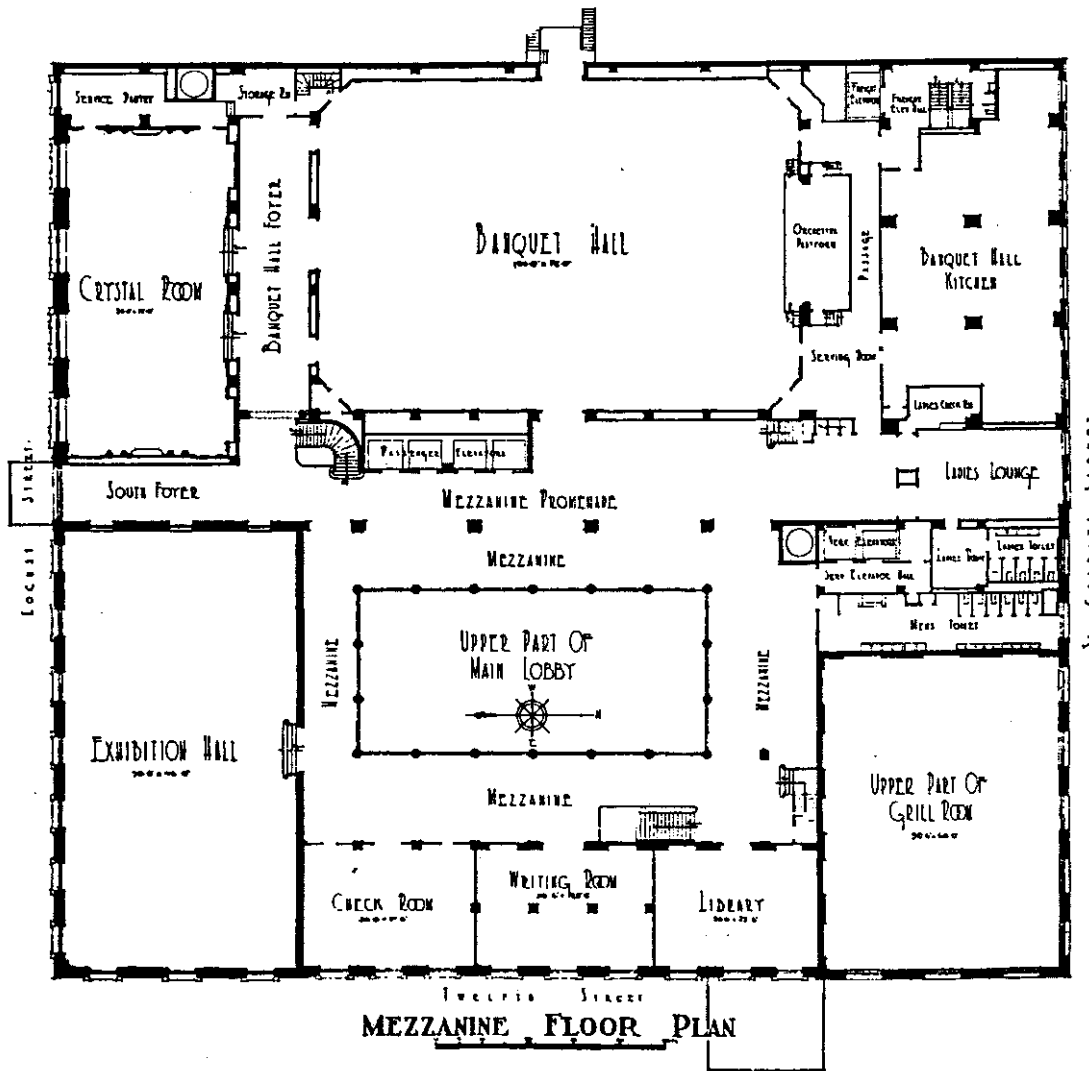 SERVICE PANTRY
STORAGE RM
FREIGHT
ELEVATOR
FREIGHT
ELEV HALL
BANQUET HALL FOYER
BANQUET HALL
ORCHESTRA
PLATFORM
PASSAGE
BANQUET HALL
KITCHEN
CRYSTAL ROOM
SERVING ROOM
LADIES CHECK RM
PASSENGER ELEVATORS
LADIES LOUNGE
SOUTH FOYER
MEZZANINE PROMENADE
STREET
LOCUST
MEZZANINE
SERV ELEVATOR
LADIES TOILET
SERV ELEVATOR HALL
MENS TOILET
UPPER PART OF
MAIN LOBBY
W
N
E
MEZZANINE
MEZZANINE
EXHIBITION HALL
MEZZANINE
UPPER PART OF
GRILL ROOM
WRITING ROOM
CHECK ROOM
LIBRARY
TWELFTH STREET
MEZZANINE FLOOR PLAN